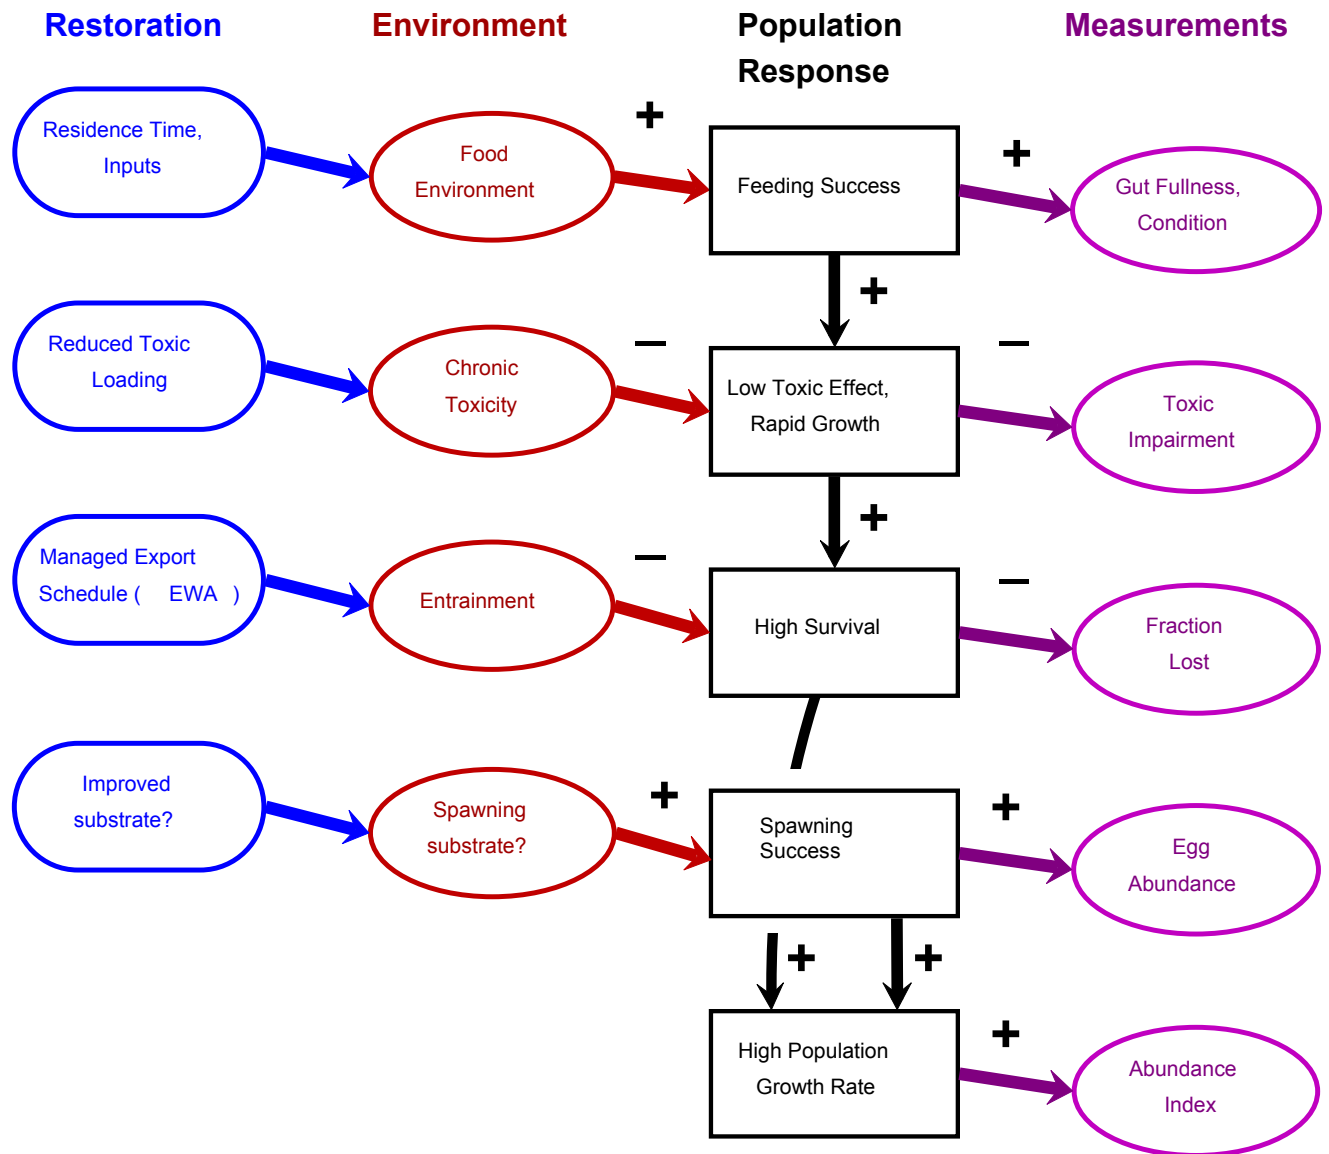 Restoration
Environment
Population
Response
Measurements
Residence Time,
Inputs
Food
Environment
+
Feeding Success
+
Gut Fullness,
Condition
+
Reduced Toxic
Loading
Chronic
Toxicity
–
Low Toxic Effect,
Rapid Growth
–
Toxic
Impairment
+
Managed Export
Schedule ( EWA )
Entrainment
–
High Survival
–
Fraction
Lost
Improved
substrate?
Spawning
substrate?
+
Spawning
Success
+
Egg
Abundance
+
+
High Population
Growth Rate
+
Abundance
Index